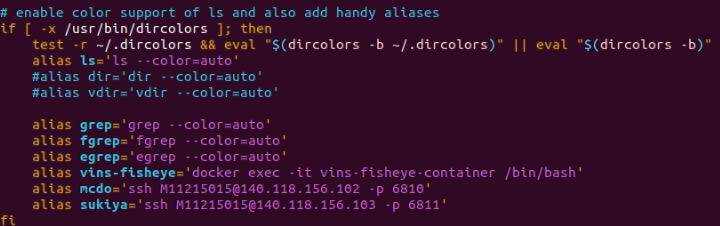 # enable color support of ls and also add handy aliases
if [ -x /usr/bin/dircolors ]; then
    test -r ~/.dircolors && eval "$(dircolors -b ~/.dircolors)" || eval "$(dircolors -b)"
    alias ls='ls --color=auto'
    #alias dir='dir --color=auto'
    #alias vdir='vdir --color=auto'

    alias grep='grep --color=auto'
    alias fgrep='fgrep --color=auto'
    alias egrep='egrep --color=auto'
    alias vins-fisheye='docker exec -it vins-fisheye-container /bin/bash'
    alias mcdo='ssh M11215015@140.118.156.102 -p 6810'
    alias sukiya='ssh M11215015@140.118.156.103 -p 6811'
fi